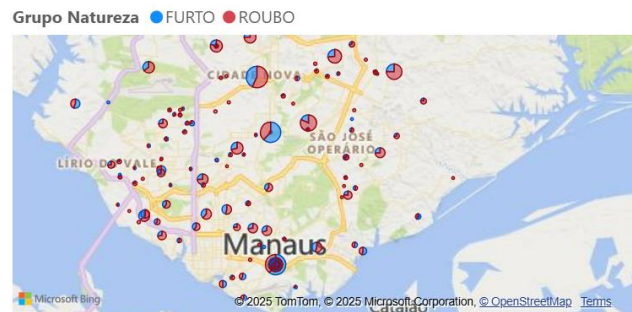 Grupo Natureza FURTO ROUBO
CIDADE NOVA
SÃO JOSÉ
OPERÁRIO
LÍRIO DO VALE
Manaus
Microsoft Bing
© 2025 TomTom, © 2025 Microsoft Corporation, © OpenStreetMap Terms
Catalão